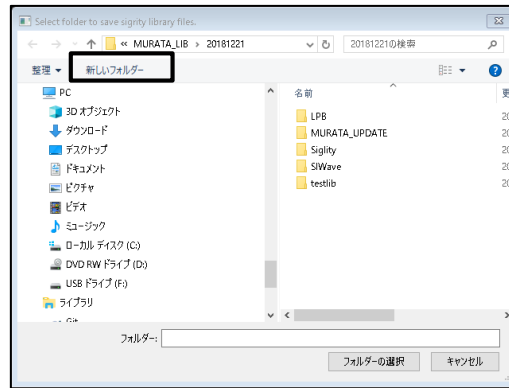 Select folder to save sigrity library files.
« MURATA_LIB › 20181221
20181221の検索
整理
新しいフォルダー
PC
3D オブジェクト
ダウンロード
デスクトップ
ドキュメント
ピクチャ
ビデオ
ミュージック
ローカル ディスク (C:)
DVD RW ドライブ (D:)
USB ドライブ (F:)
ライブラリ
名前
LPB
MURATA_UPDATE
Siglity
SIWave
testlib
フォルダー:
フォルダーの選択
キャンセル